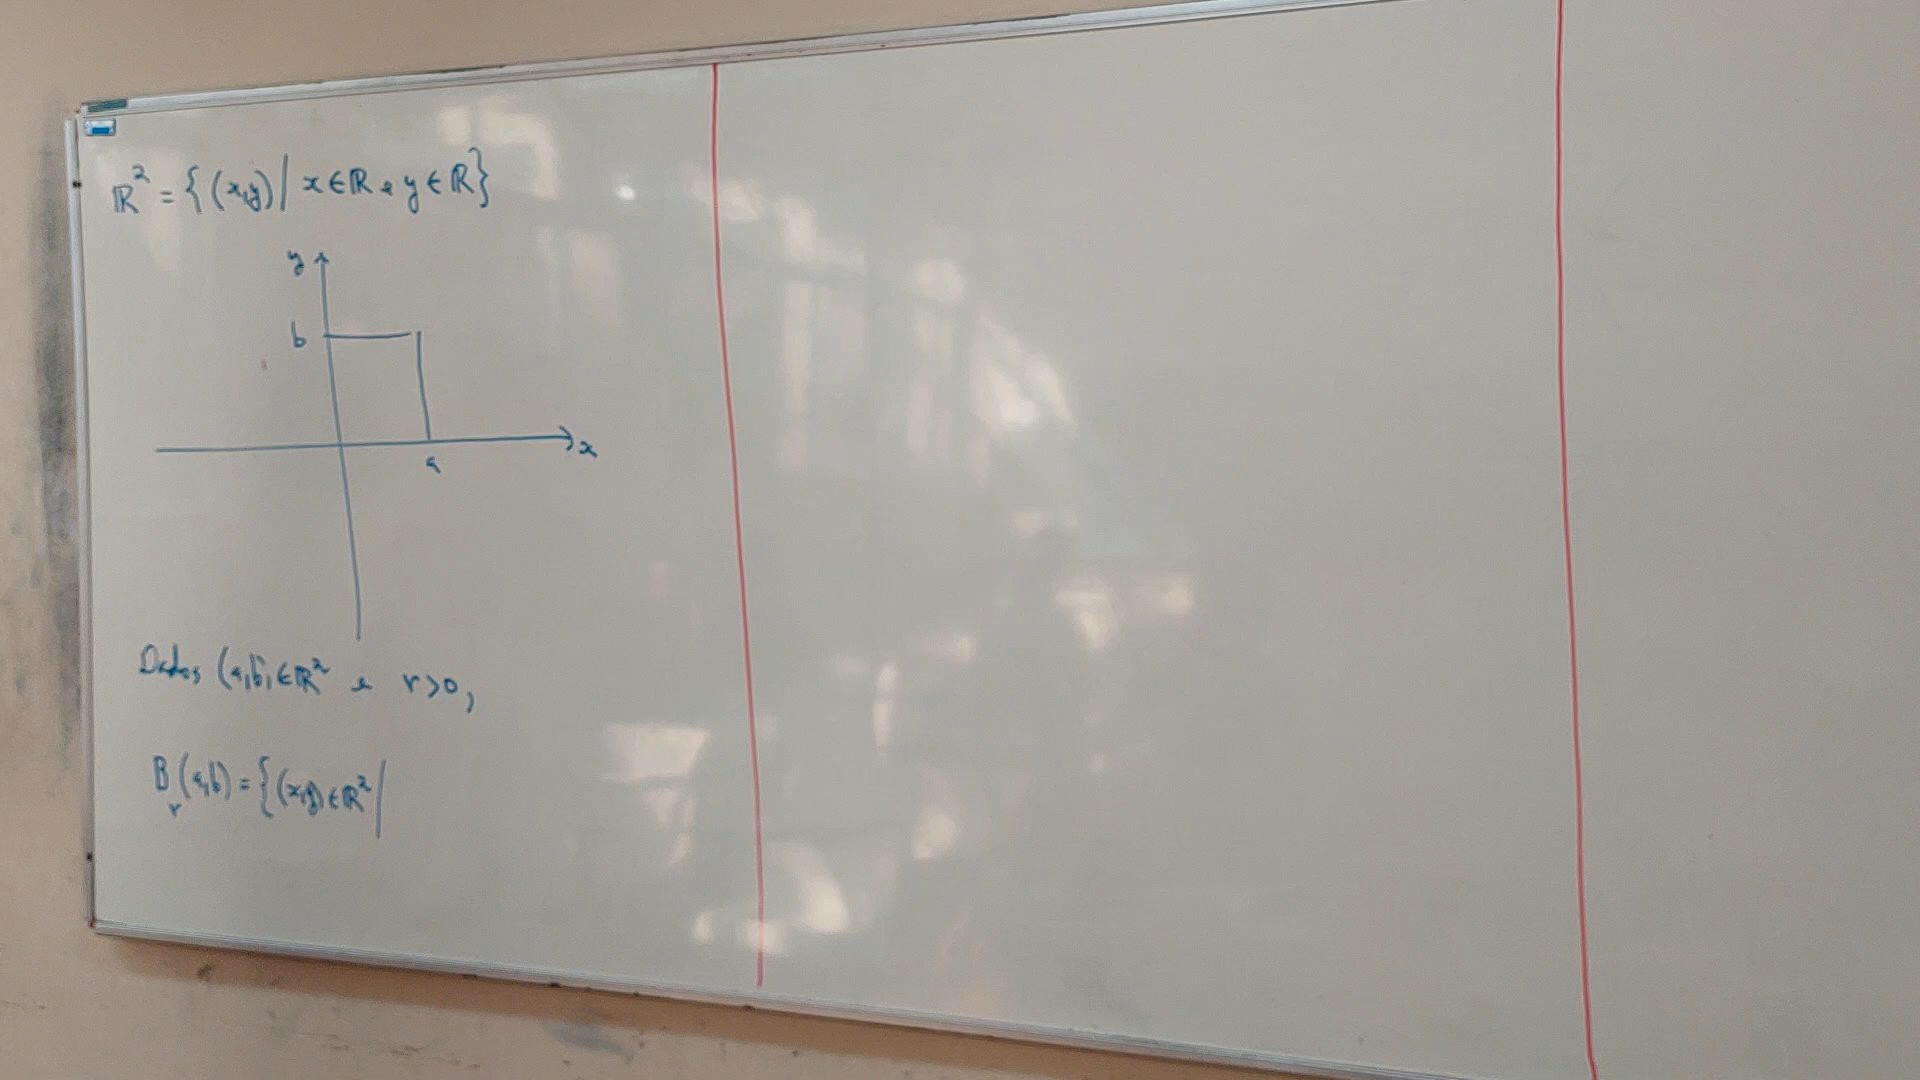 ℝ² = {(x,y) / x ∈ ℝ e y ∈ ℝ}
y
b
x
a
Dados (a,b) ∈ ℝ² e r > 0,
B_r(a,b) = {(x,y) ∈ ℝ² /